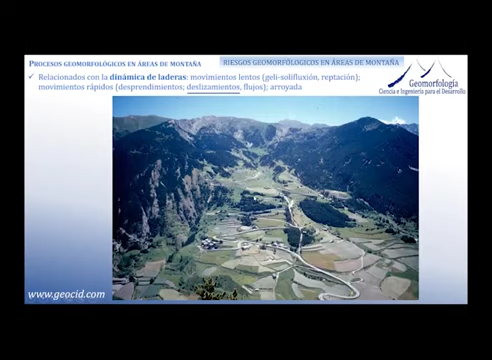 PROCESOS GEOMORFOLÓGICOS EN ÁREAS DE MONTAÑA
RIESGOS GEOMORFÓLOGICOS EN ÁREAS DE MONTAÑA
✓ Relacionados con la dinámica de laderas: movimientos lentos (geli-solifluxión, reptación);
movimientos rápidos (desprendimientos; deslizamientos, flujos); arroyada
Geomorfología
Ciencia e Ingeniería para el Desarrollo
www.geocid.com